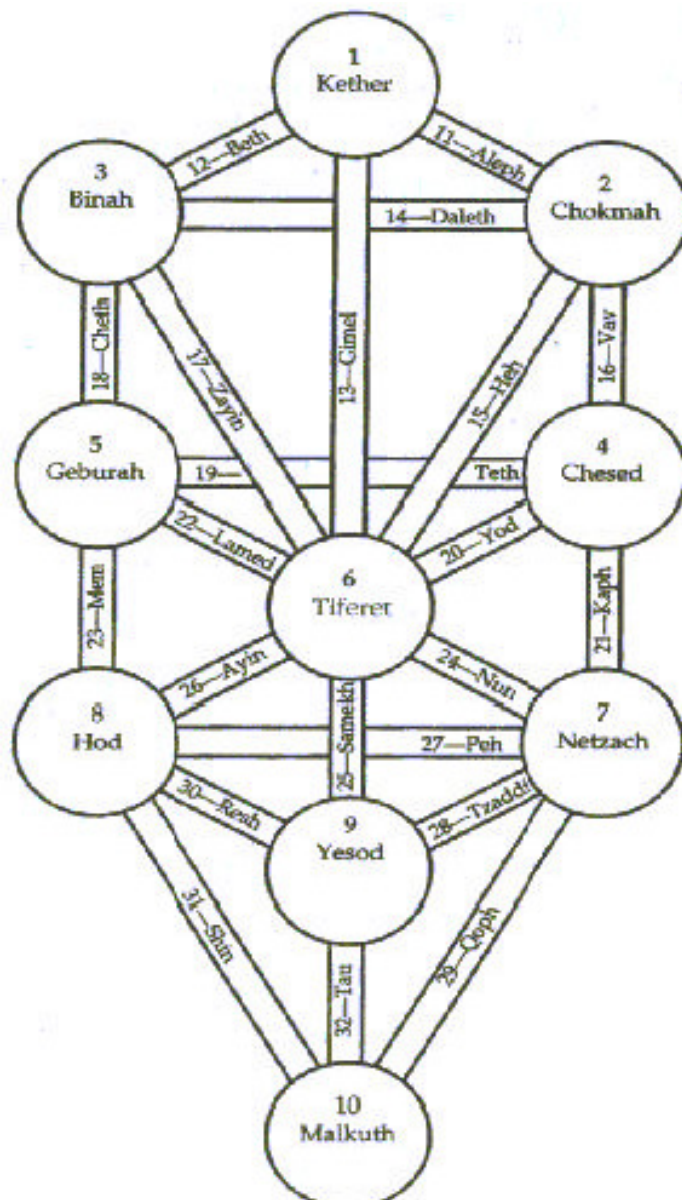 1
Kether
12—Beth
11—Aleph
3
Binah
2
Chokmah
14—Daleth
13—Gimel
18—Cheth
17—Zayin
15—Heh
16—Vav
5
Geburah
19—
Teth
4
Chesed
22—Lamed
20—Yod
6
Tiferet
23—Mem
21—Kaph
26—Ayin
24—Nun
8
Hod
25—Samekh
27—Peh
7
Netzach
30—Resh
28—Tzaddi
9
Yesod
31—Shin
29—Qoph
32—Tau
10
Malkuth